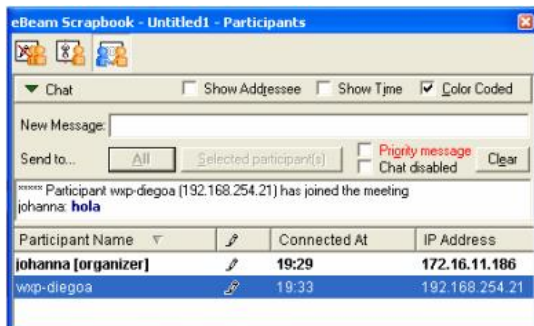 eBeam Scrapbook - Untitled1 - Participants
Chat Show Addressee Show Time Color Coded
New Message:
Send to... All Selected participant(s) Priority message Chat disabled Clear
***** Participant wxp-diegoa (192.168.254.21) has joined the meeting
johanna: hola
Participant Name Connected At IP Address
johanna [organizer] 19:29 172.16.11.186
wxp-diegoa 19:33 192.168.254.21